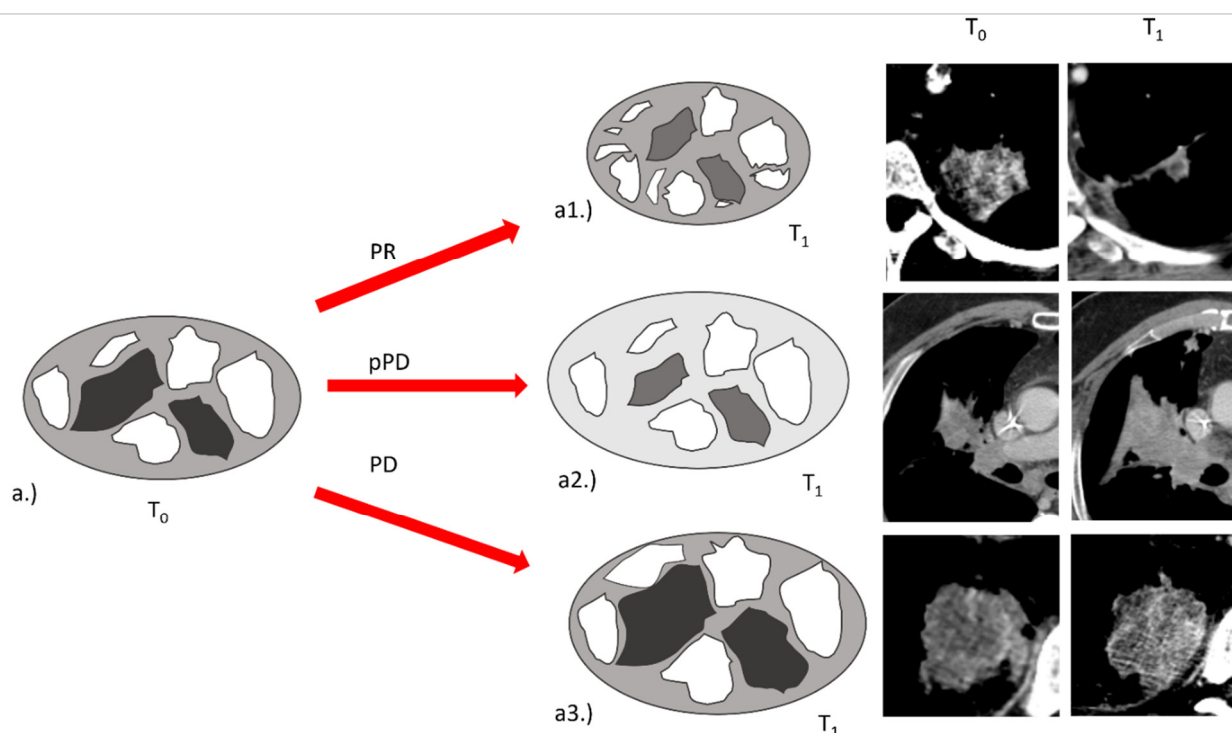 T₀ T₁
a1.)
T₁
PR
pPD
a2.)
T₁
PD
a.)
T₀
a3.)
T₁